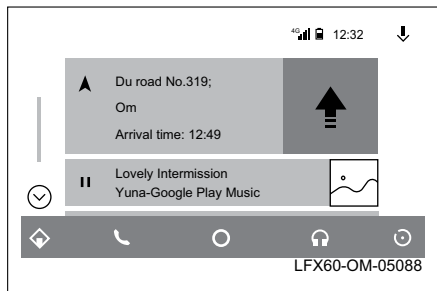 4G 12:32
Du road No.319;
Om
Arrival time: 12:49
Lovely Intermission
Yuna-Google Play Music
LFX60-OM-05088